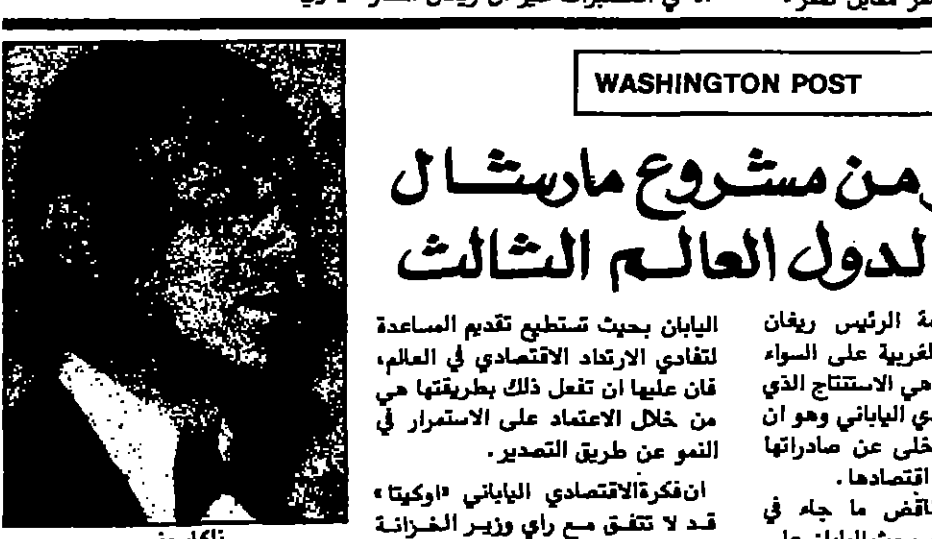 WASHINGTON POST
من مشروع مارشال
لدول العالم الثالث
الرئيس ريغان
الغربية على السواء
هي الاستنتاج الذي
الياباني وهو ان
عن صادراتها
اقتصادها .
ما جاء في
اليابان بحيث تستطيع تقديم المساعدة
لتفادي الارتداد الاقتصادي في العالم،
فان عليها ان تفعل ذلك بطريقتها هي
من خلال الاعتماد على الاستمرار في
النمو عن طريق التصدير .
ان فكرة الاقتصادي الياباني «اوكيتا»
قد لا تتفق مع راي وزير الخزانة